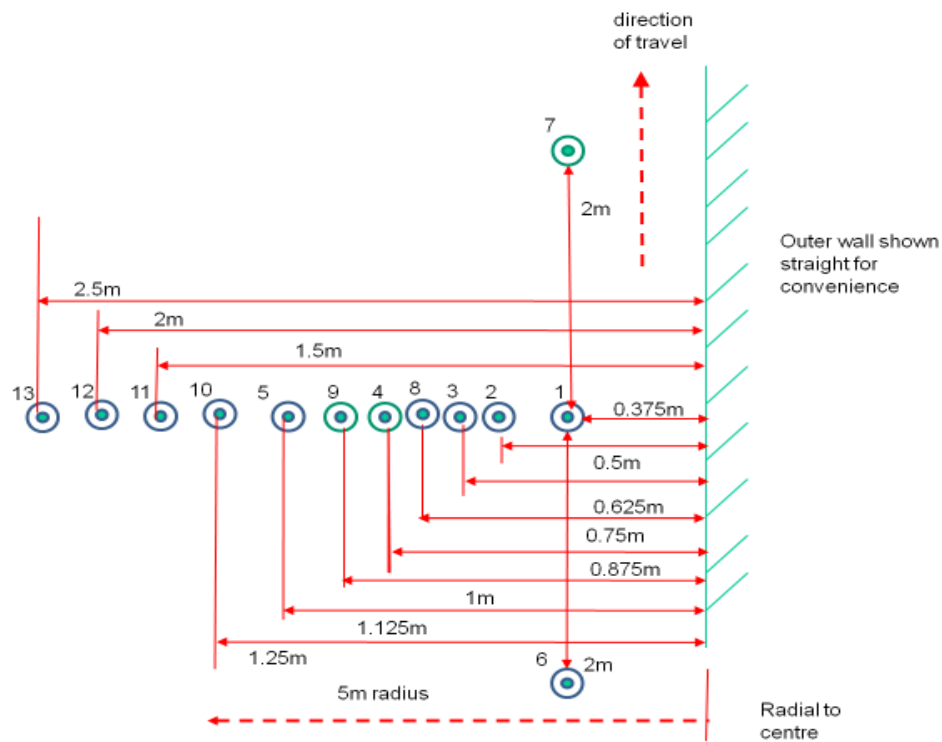 direction
of travel
7
2m
Outer wall shown
straight for
convenience
2.5m
2m
1.5m
13
12
11
10
5
9
4
8
3
2
1
0.375m
0.5m
0.625m
0.75m
0.875m
1m
1.125m
1.25m
6
2m
5m radius
Radial to
centre